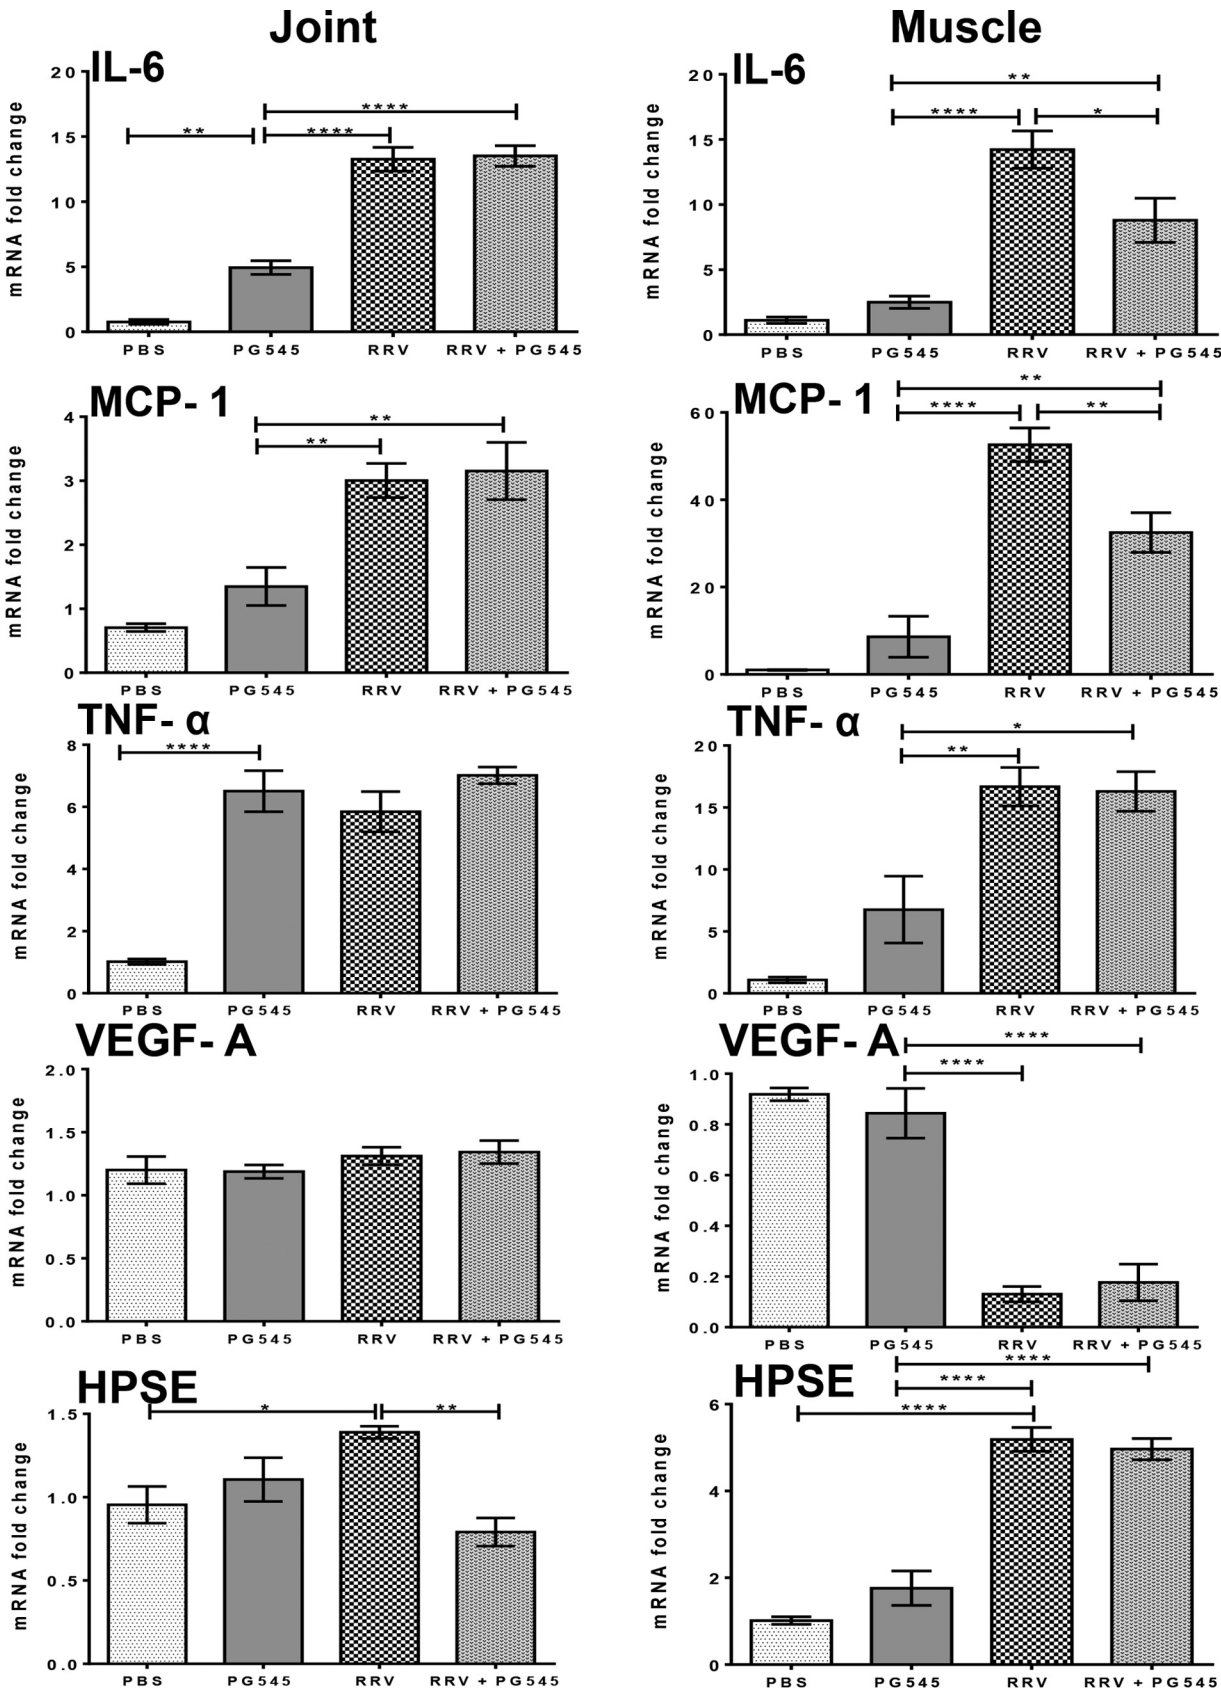 Joint
Muscle
IL-6
mRNA fold change
20
15
10
5
0
**
****
****
PBS
PG545
RRV
RRV + PG545
IL-6
mRNA fold change
20
15
10
5
0
**
****
*
PBS
PG545
RRV
RRV + PG545
MCP- 1
mRNA fold change
4
3
2
1
0
**
**
PBS
PG545
RRV
RRV + PG545
MCP- 1
mRNA fold change
60
40
20
0
**
****
**
PBS
PG545
RRV
RRV + PG545
TNF- α
mRNA fold change
8
6
4
2
0
****
PBS
PG545
RRV
RRV + PG545
TNF- α
mRNA fold change
20
15
10
5
0
*
**
PBS
PG545
RRV
RRV + PG545
VEGF- A
mRNA fold change
2.0
1.5
1.0
0.5
0.0
PBS
PG545
RRV
RRV + PG545
VEGF- A
mRNA fold change
1.0
0.8
0.6
0.4
0.2
0.0
****
****
PBS
PG545
RRV
RRV + PG545
HPSE
mRNA fold change
1.5
1.0
0.5
0.0
*
**
PBS
PG545
RRV
RRV + PG545
HPSE
mRNA fold change
6
4
2
0
****
****
****
PBS
PG545
RRV
RRV + PG545